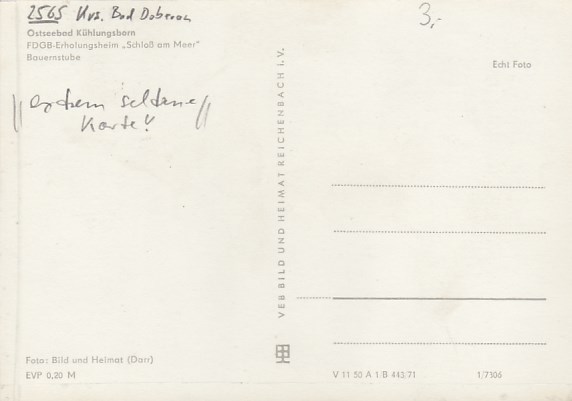 2565 Krs. Bad Doberan
3,-
Ostseebad Kühlungsborn
FDGB-Erholungsheim „Schloß am Meer"
Bauernstube
Echt Foto
extrem seltene
Karte!
VEB BILD UND HEIMAT REICHENBACH I. V.
Foto: Bild und Heimat (Darr)
EVP 0,20 M
V 11 50 A 1/B 443/71
1/7306